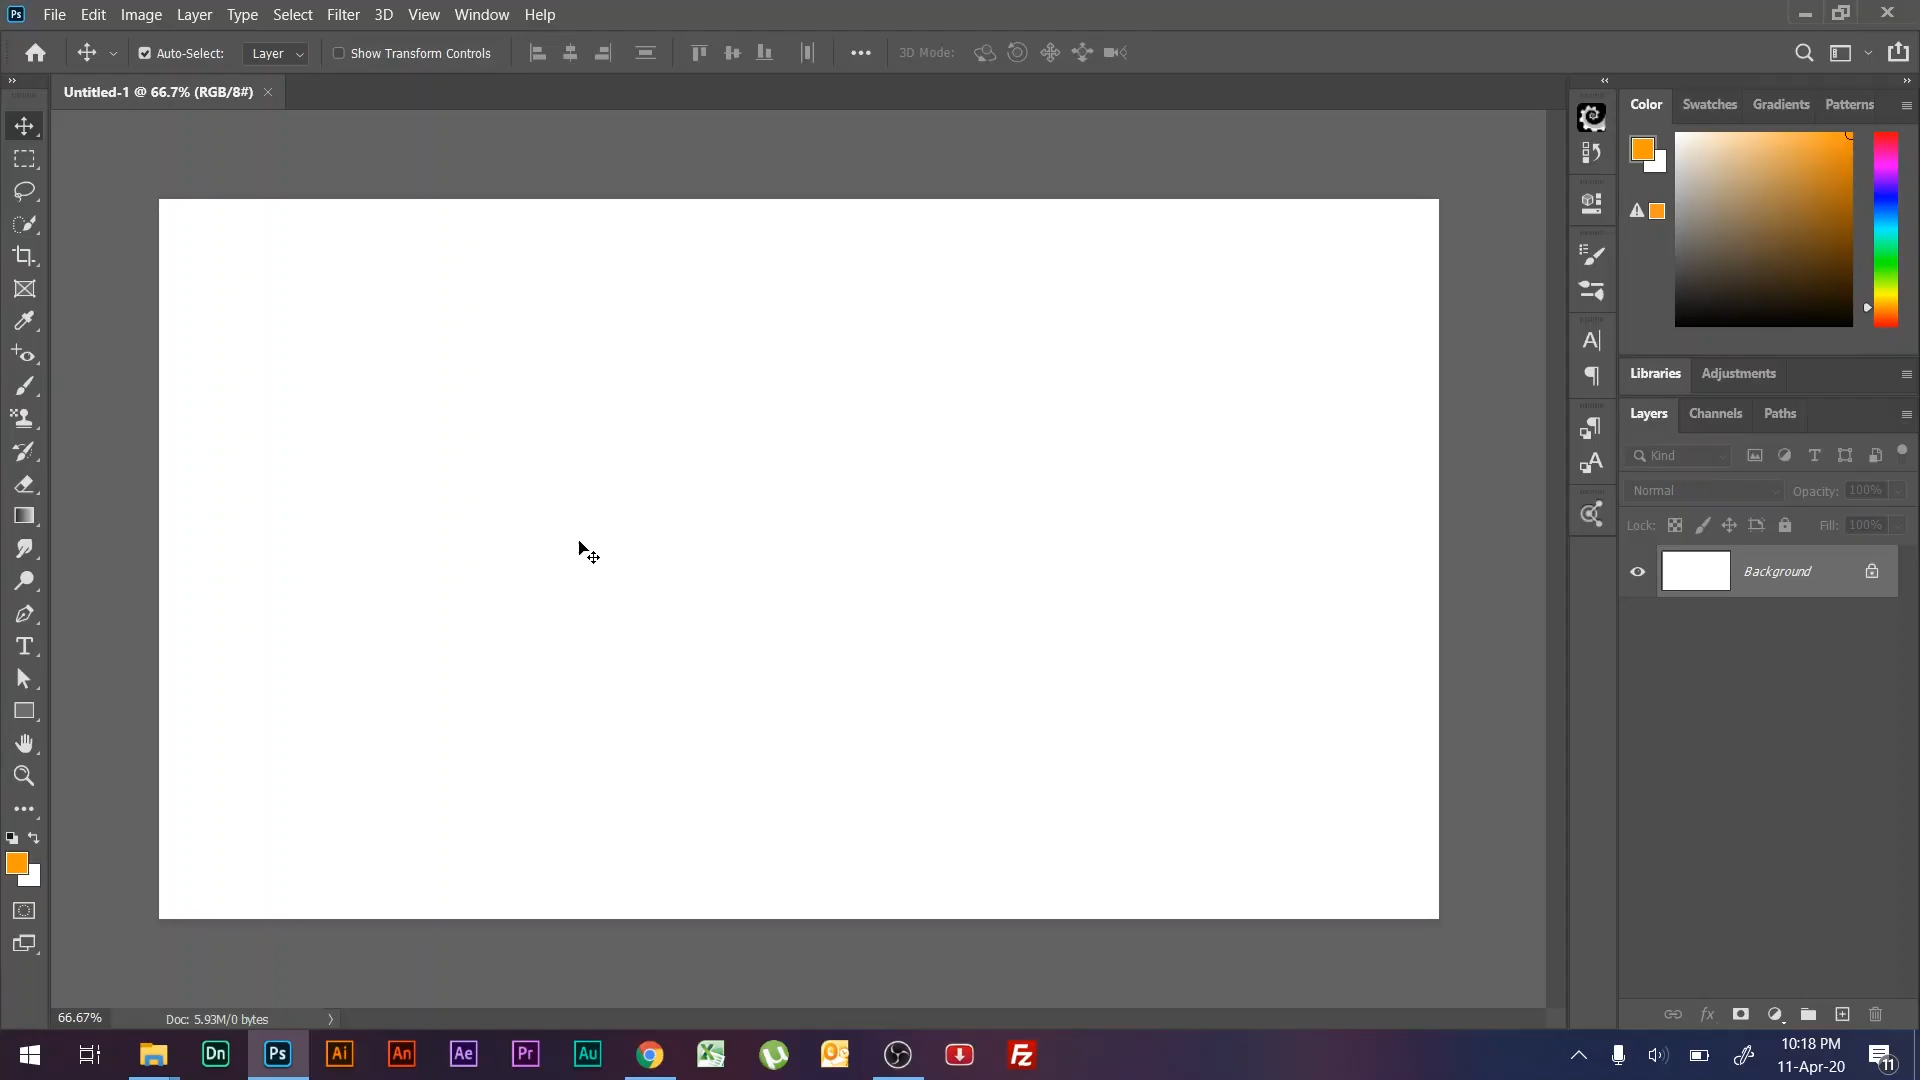 Ps File Edit Image Layer Type Select Filter 3D View Window Help
Auto-Select: Layer Show Transform Controls 3D Mode:
Untitled-1 @ 66.7% (RGB/8#)
Color Swatches Gradients Patterns
Libraries Adjustments
Layers Channels Paths
Kind
Normal Opacity: 100%
Lock: Fill: 100%
Background
fx
66.67% Doc: 5.93M/0 bytes
Dn Ps Ai An Ae Pr Au Fz
10:18 PM
11-Apr-20
11